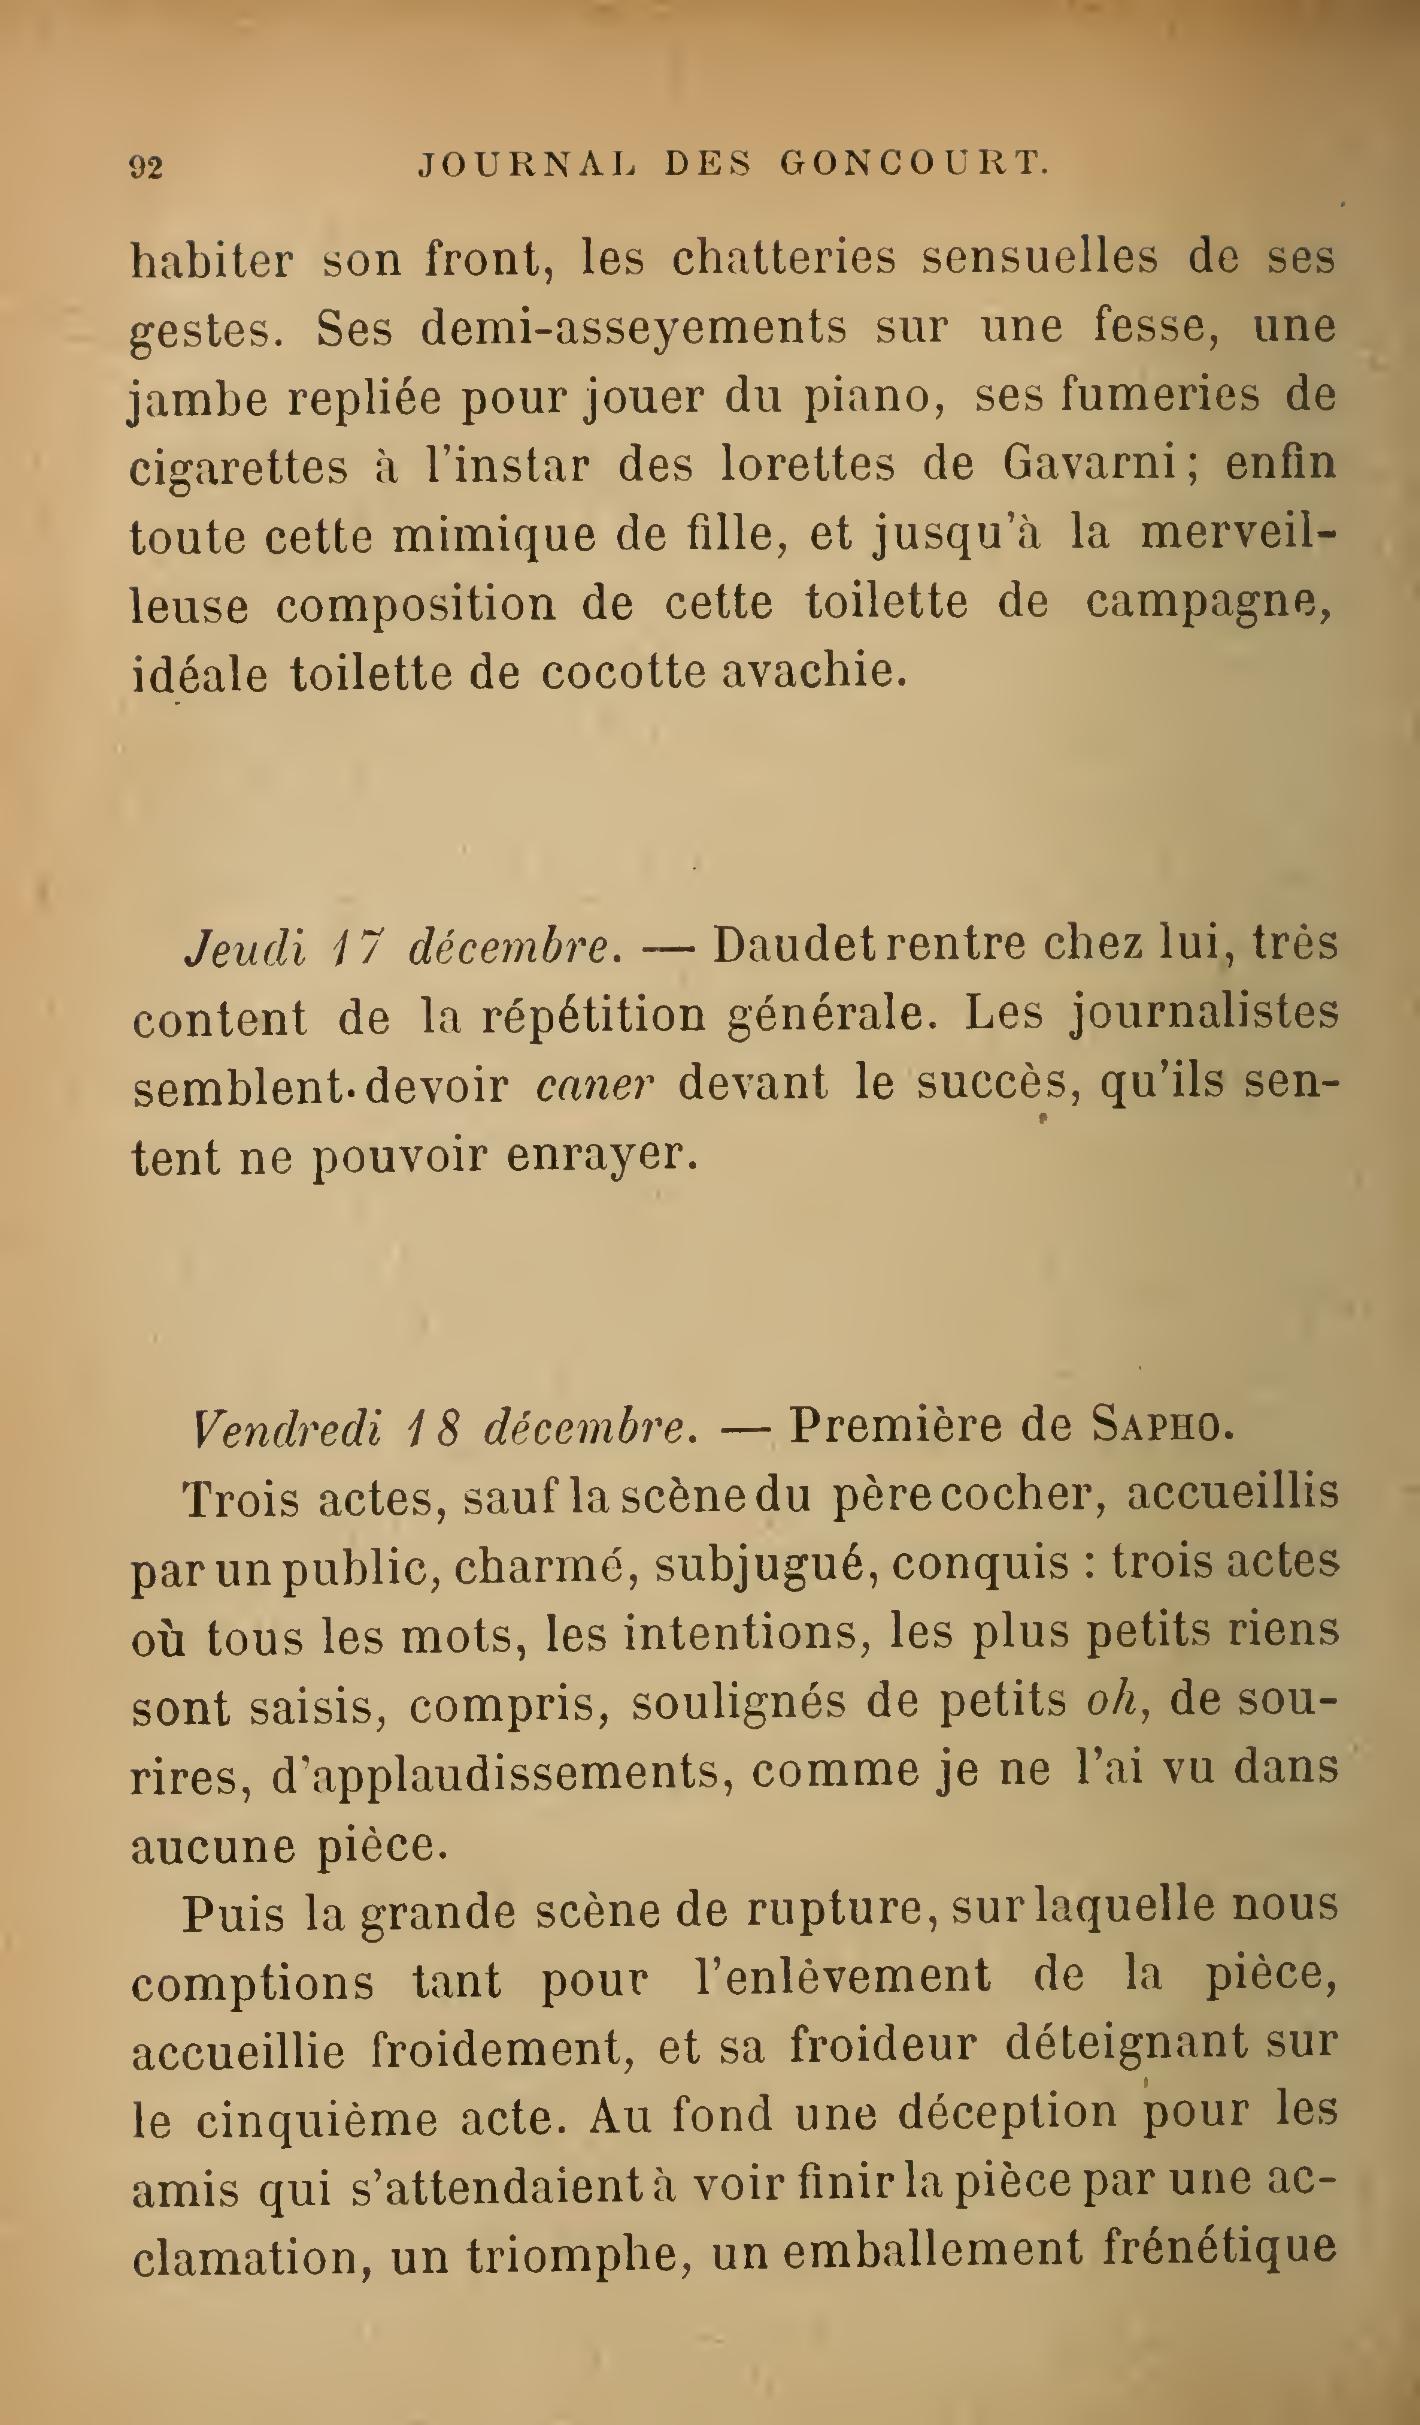 92 JOURNAL DES GONCOURT.
habiter son front, les chatteries sensuelles de ses
gestes. Ses demi-asseyements sur une fesse, une
jambe repliée pour jouer du piano, ses fumeries de
cigarettes à l'instar des lorettes de Gavarni; enfin
toute cette mimique de fille, et jusqu'à la merveil-
leuse composition de cette toilette de campagne,
idéale toilette de cocotte avachie.
Jeudi 17 décembre. — Daudet rentre chez lui, très
content de la répétition générale. Les journalistes
semblent devoir caner devant le succès, qu'ils sen-
tent ne pouvoir enrayer.
Vendredi 18 décembre. — Première de SAPHO.
Trois actes, sauf la scène du père cocher, accueillis
par un public, charmé, subjugué, conquis : trois actes
où tous les mots, les intentions, les plus petits riens
sont saisis, compris, soulignés de petits oh, de sou-
rires, d'applaudissements, comme je ne l'ai vu dans
aucune pièce.
Puis la grande scène de rupture, sur laquelle nous
comptions tant pour l'enlèvement de la pièce,
accueillie froidement, et sa froideur déteignant sur
le cinquième acte. Au fond une déception pour les
amis qui s'attendaient à voir finir la pièce par une ac-
clamation, un triomphe, un emballement frénétique